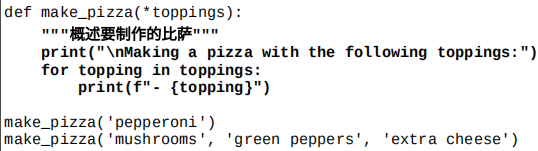 def make_pizza(*toppings):
    """概述要制作的比萨"""
    print("\nMaking a pizza with the following toppings:")
    for topping in toppings:
        print(f"- {topping}")

make_pizza('pepperoni')
make_pizza('mushrooms', 'green peppers', 'extra cheese')